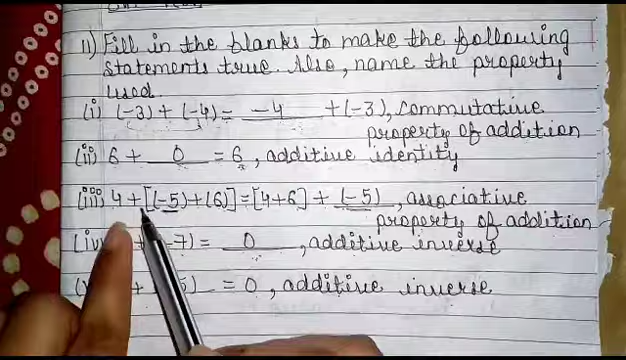 11) Fill in the blanks to make the following
statements true. Also, name the property
used.
(i) (-3) + (-4) = -4 + (-3), Commutative
property of addition
(ii) 6 + 0 = 6, additive identity
(iii) 4 + [(-5) + (6)] = [4+6] + (-5), associative
property of addition
(iv) + -7) = 0, additive inverse
+ 5) = 0, additive inverse